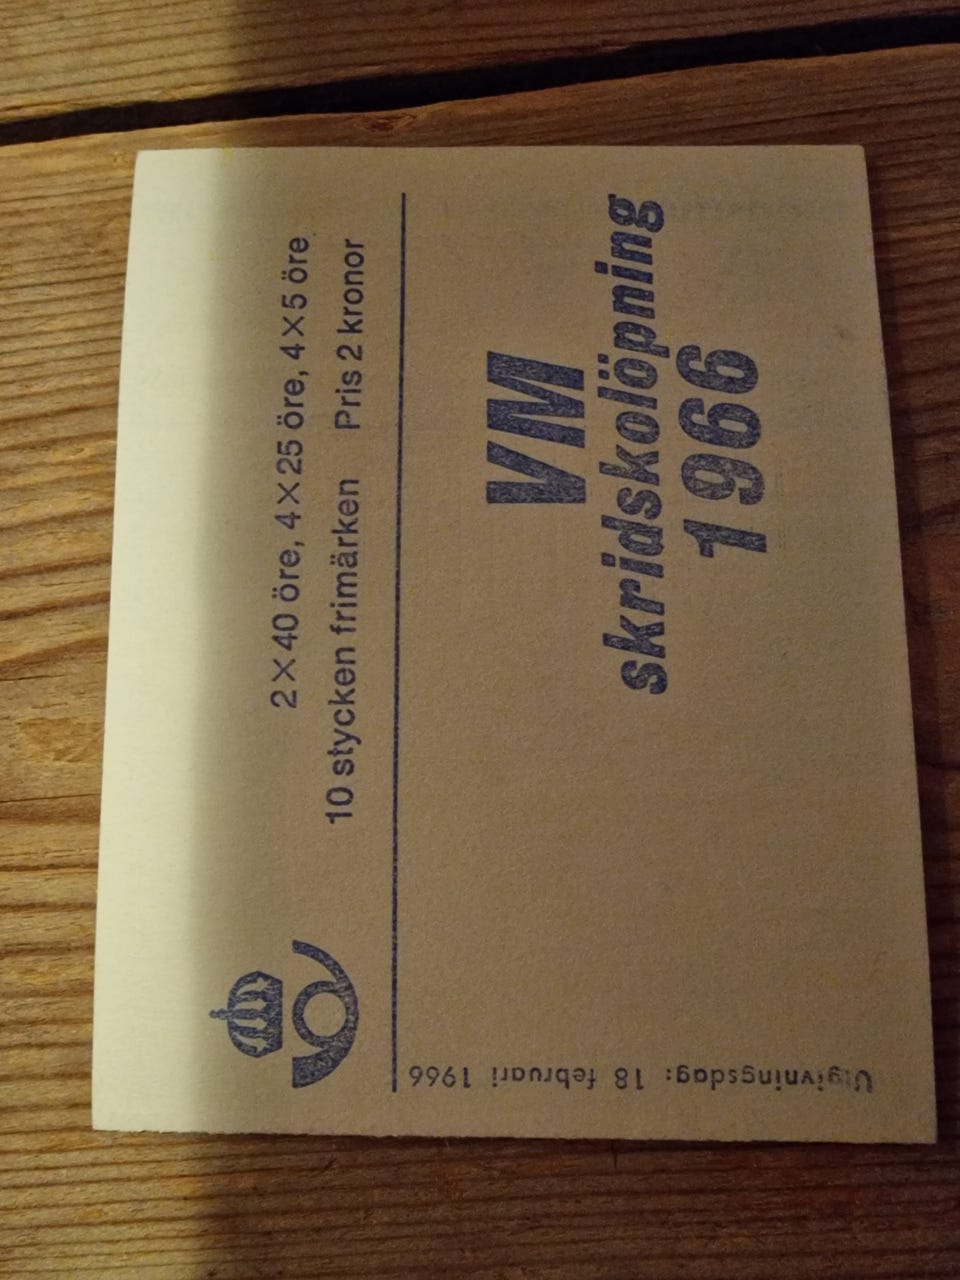 2×40 öre, 4×25 öre, 4×5 öre
10 stycken frimärken Pris 2 kronor
VM
skridskolöpning
1966
Utgivningsdag: 18 februari 1966